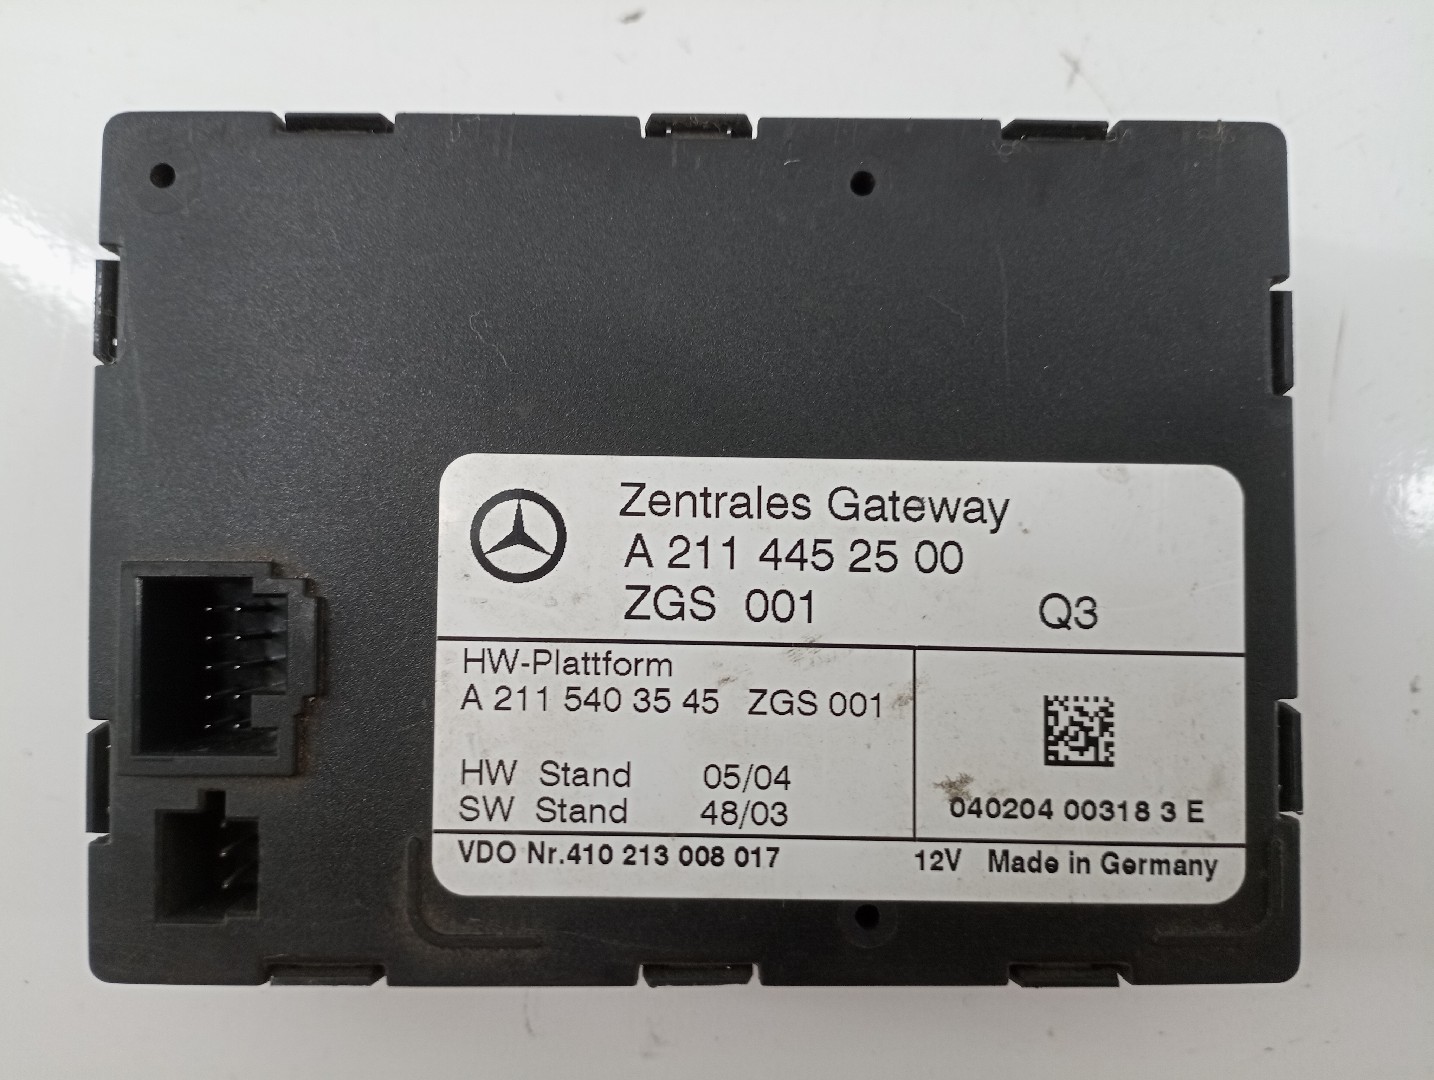 Zentrales Gateway
A 211 445 25 00
ZGS 001 Q3
HW-Plattform
A 211 540 35 45 ZGS 001
HW Stand 05/04
SW Stand 48/03
040204 00318 3 E
VDO Nr.410 213 008 017 12V Made in Germany